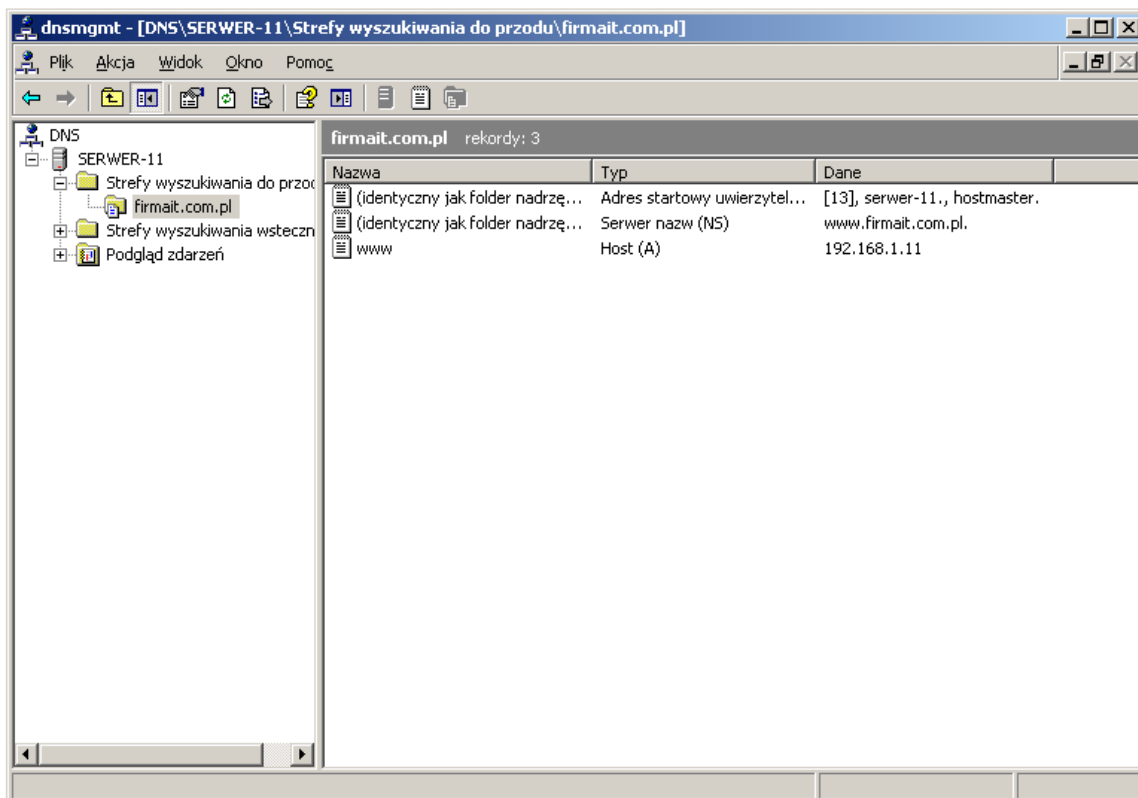 dnsmgmt - [DNS\SERWER-11\Strefy wyszukiwania do przodu\firmait.com.pl]
Plik Akcja Widok Okno Pomoc
DNS
SERWER-11
Strefy wyszukiwania do przod
firmait.com.pl
Strefy wyszukiwania wsteczn
Podgląd zdarzeń
firmait.com.pl rekordy: 3
Nazwa Typ Dane
(identyczny jak folder nadrzę... Adres startowy uwierzytel... [13], serwer-11., hostmaster.
(identyczny jak folder nadrzę... Serwer nazw (NS) www.firmait.com.pl.
www Host (A) 192.168.1.11